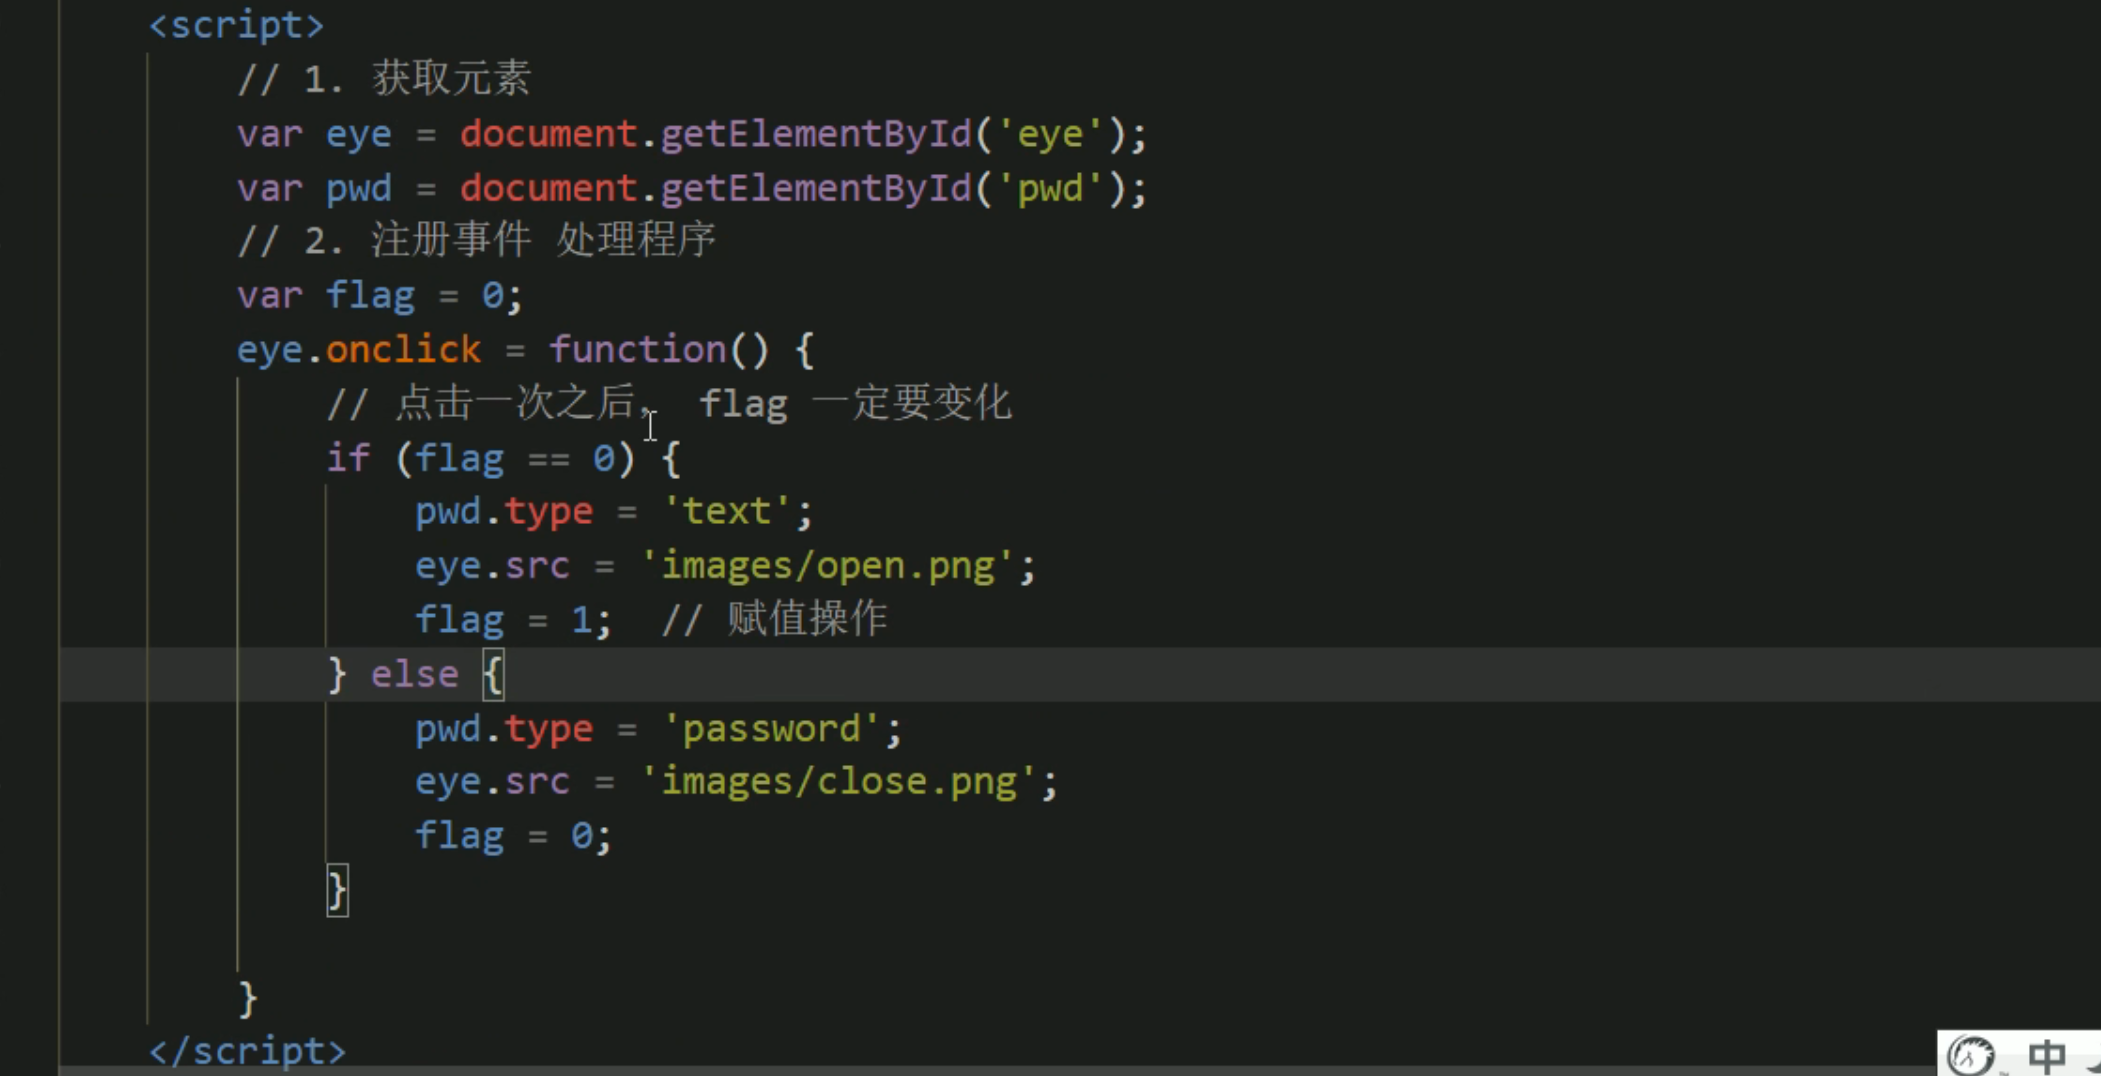 <script>
// 1. 获取元素
var eye = document.getElementById('eye');
var pwd = document.getElementById('pwd');
// 2. 注册事件 处理程序
var flag = 0;
eye.onclick = function() {
// 点击一次之后, flag 一定要变化
if (flag == 0) {
pwd.type = 'text';
eye.src = 'images/open.png';
flag = 1; // 赋值操作
} else {
pwd.type = 'password';
eye.src = 'images/close.png';
flag = 0;
}
}
</script>
中